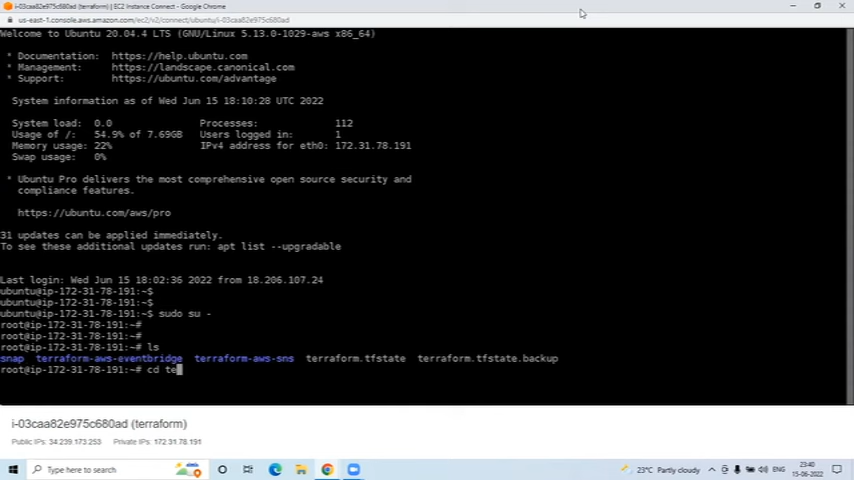 i-03caa82e975c680ad (terraform) | EC2 Instance Connect - Google Chrome
us-east-1.console.aws.amazon.com/ec2/v2/connect/ubuntu/i-03caa82e975c680ad
Welcome to Ubuntu 20.04.4 LTS (GNU/Linux 5.13.0-1029-aws x86_64)
* Documentation: https://help.ubuntu.com
* Management: https://landscape.canonical.com
* Support: https://ubuntu.com/advantage
System information as of Wed Jun 15 18:10:28 UTC 2022
System load: 0.0 Processes: 112
Usage of /: 54.9% of 7.69GB Users logged in: 1
Memory usage: 22% IPv4 address for eth0: 172.31.78.191
Swap usage: 0%
* Ubuntu Pro delivers the most comprehensive open source security and
compliance features.
https://ubuntu.com/aws/pro
31 updates can be applied immediately.
To see these additional updates run: apt list --upgradable
Last login: Wed Jun 15 18:02:36 2022 from 18.206.107.24
ubuntu@ip-172-31-78-191:~$
ubuntu@ip-172-31-78-191:~$
ubuntu@ip-172-31-78-191:~$ sudo su -
root@ip-172-31-78-191:~#
root@ip-172-31-78-191:~#
root@ip-172-31-78-191:~# ls
snap terraform-aws-eventbridge terraform-aws-sns terraform.tfstate terraform.tfstate.backup
root@ip-172-31-78-191:~# cd te
i-03caa82e975c680ad (terraform)
Public IPs: 34.239.173.253 Private IPs: 172.31.78.191
Type here to search
23°C Partly cloudy
ENG
23:40
15-06-2022